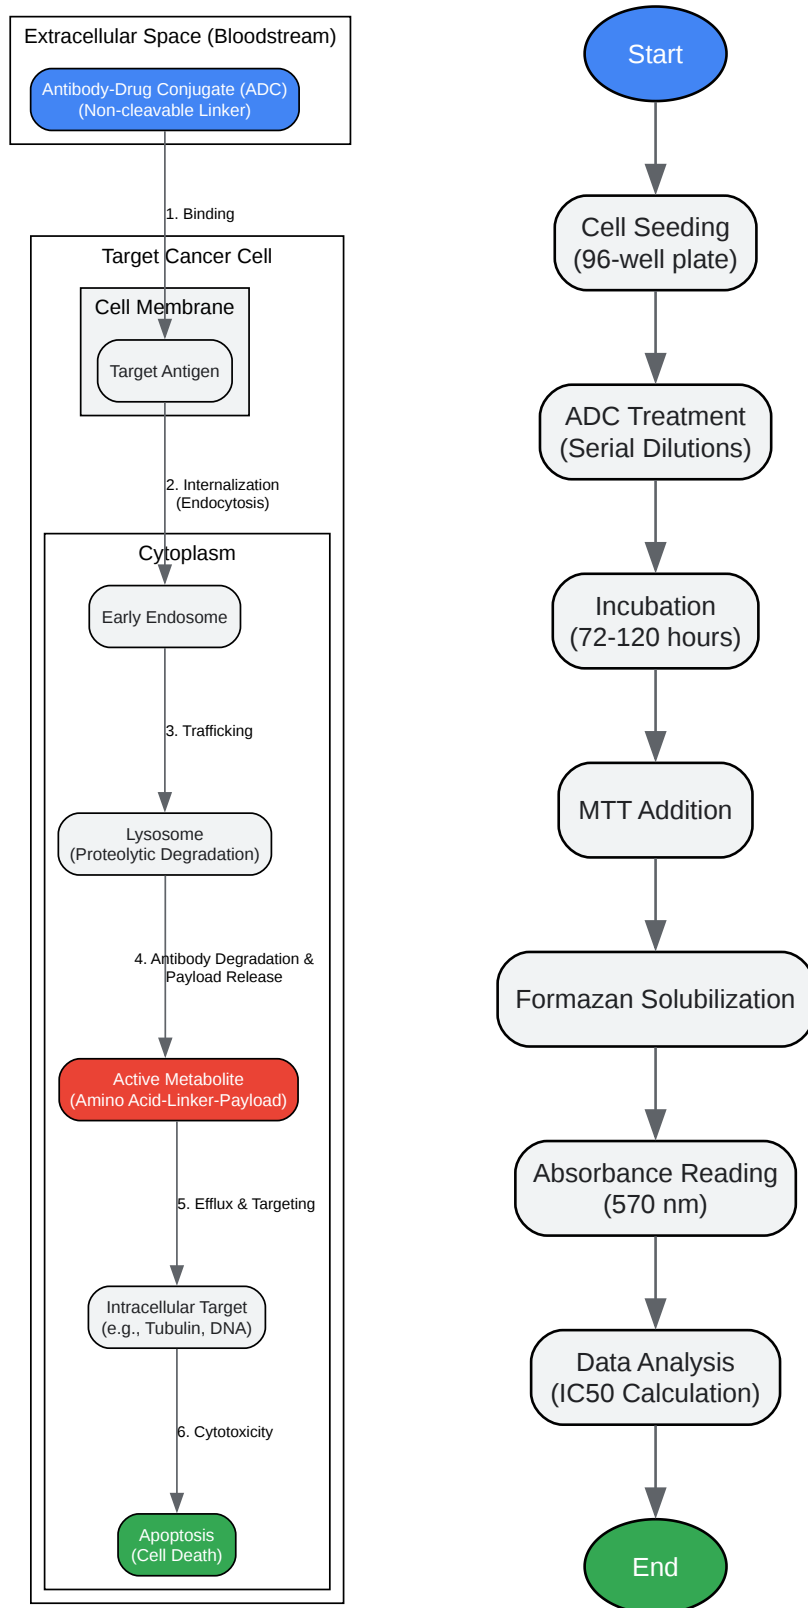 Extracellular Space (Bloodstream)
Antibody-Drug Conjugate (ADC)
(Non-cleavable Linker)
1. Binding
Target Cancer Cell
Cell Membrane
Target Antigen
2. Internalization
(Endocytosis)
Cytoplasm
Early Endosome
3. Trafficking
Lysosome
(Proteolytic Degradation)
4. Antibody Degradation &
Payload Release
Active Metabolite
(Amino Acid-Linker-Payload)
5. Efflux & Targeting
Intracellular Target
(e.g., Tubulin, DNA)
6. Cytotoxicity
Apoptosis
(Cell Death)
Start
Cell Seeding
(96-well plate)
ADC Treatment
(Serial Dilutions)
Incubation
(72-120 hours)
MTT Addition
Formazan Solubilization
Absorbance Reading
(570 nm)
Data Analysis
(IC50 Calculation)
End